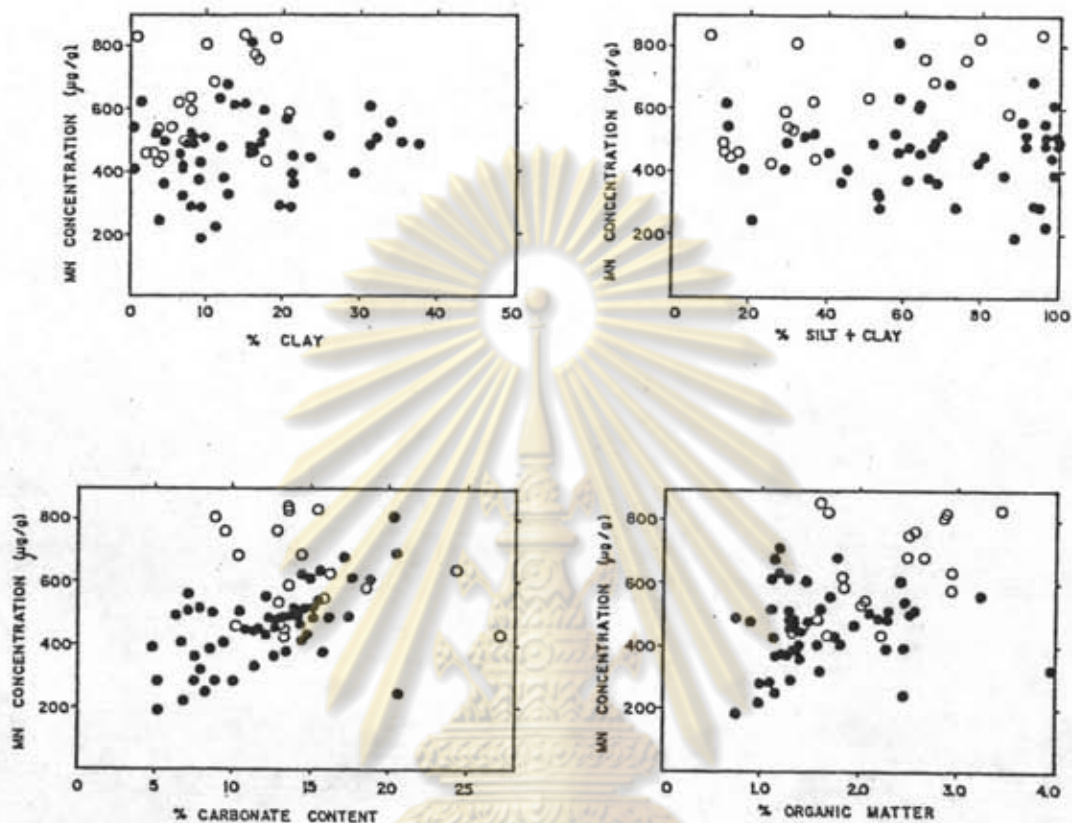 MN CONCENTRATION (µg/g)
800
600
400
200
0 10 20 30 40 50
% CLAY
MN CONCENTRATION (µg/g)
800
600
400
200
0 20 40 60 80 100
% SILT + CLAY
MN CONCENTRATION (µg/g)
800
600
400
200
0 5 10 15 20 25
% CARBONATE CONTENT
MN CONCENTRATION (µg/g)
800
600
400
200
0 1.0 2.0 3.0 4.0
% ORGANIC MATTER